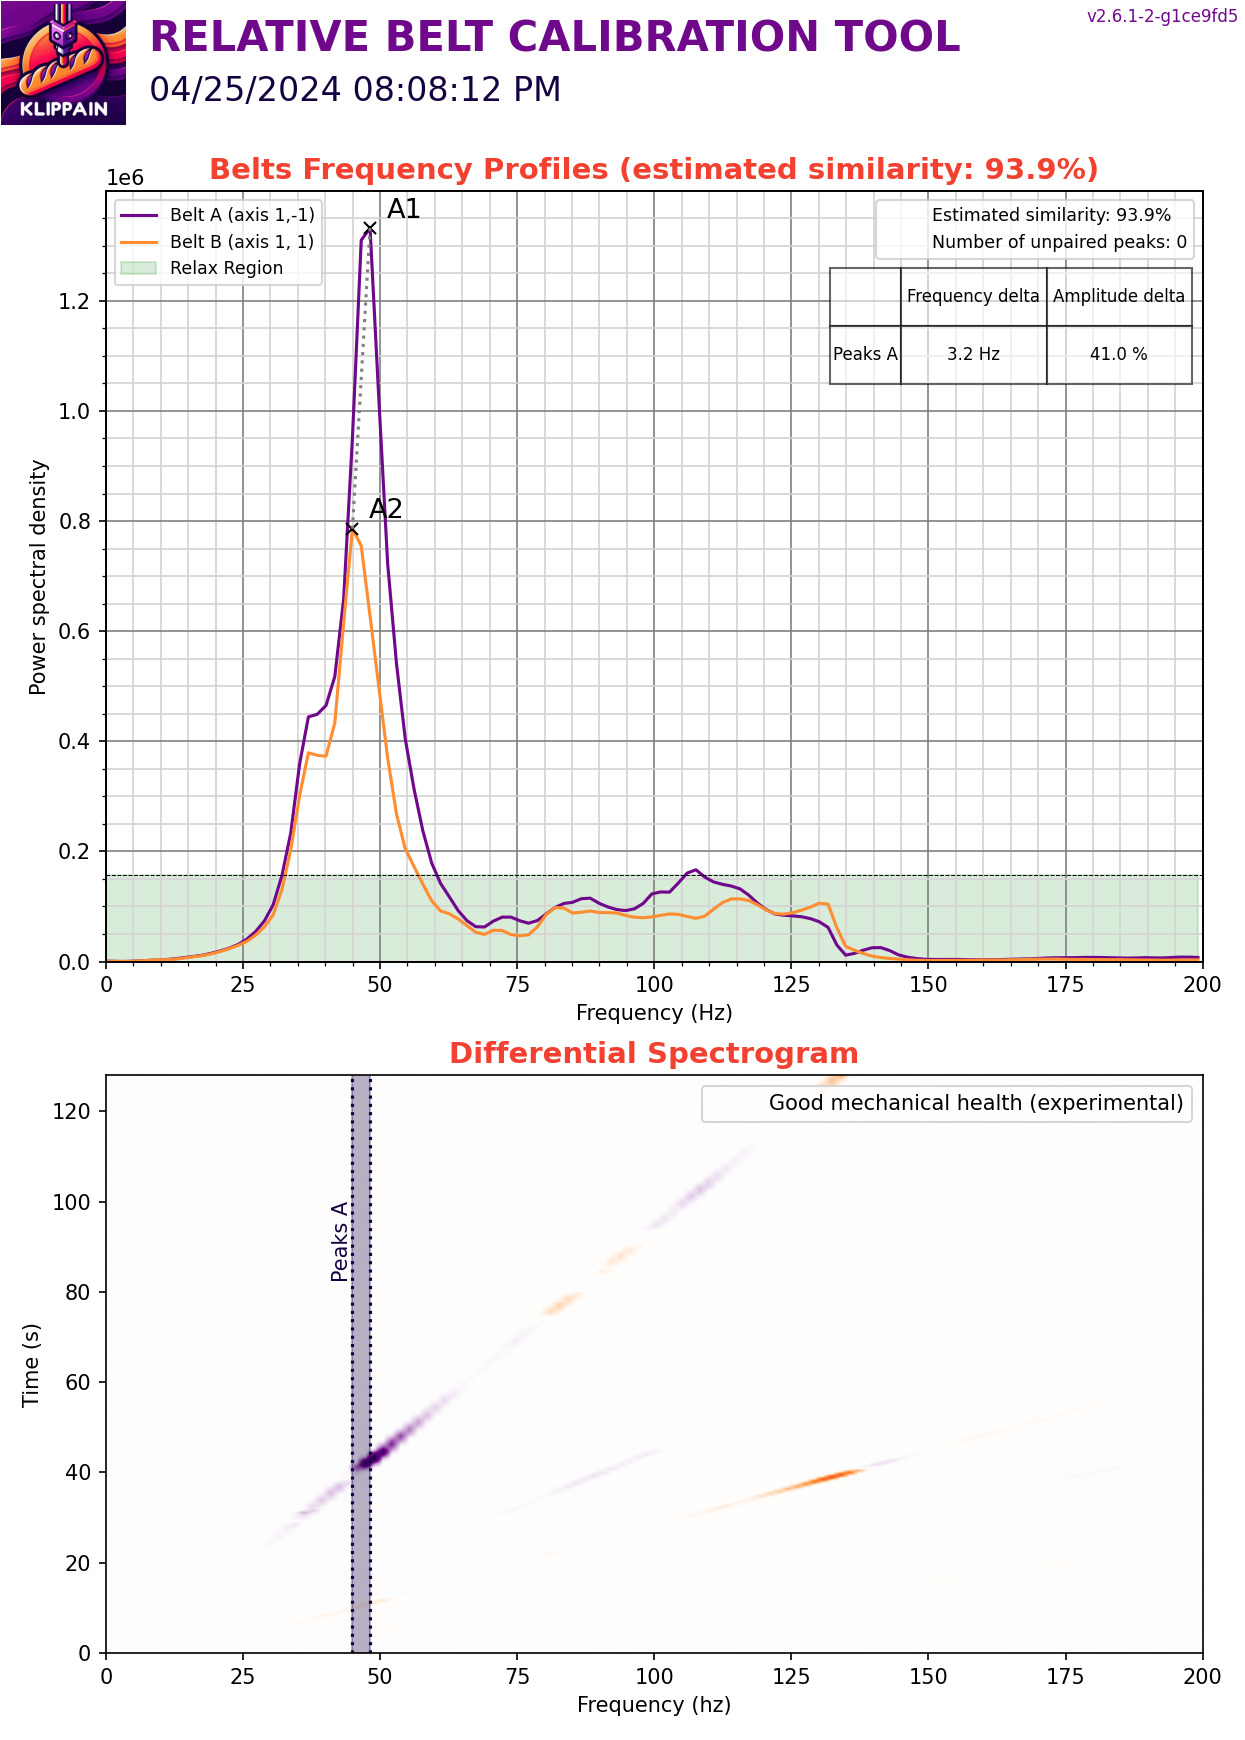 v2.6.1-2-g1ce9fd5
RELATIVE BELT CALIBRATION TOOL
04/25/2024 08:08:12 PM
KLIPPAIN
Belts Frequency Profiles (estimated similarity: 93.9%)
1e6
Belt A (axis 1,-1)
Belt B (axis 1, 1)
Relax Region
A1
Estimated similarity: 93.9%
Number of unpaired peaks: 0
Frequency delta Amplitude delta
Peaks A 3.2 Hz 41.0 %
A2
Power spectral density
1.2
1.0
0.8
0.6
0.4
0.2
0.0
0 25 50 75 100 125 150 175 200
Frequency (Hz)
Differential Spectrogram
Good mechanical health (experimental)
Peaks A
Time (s)
120
100
80
60
40
20
0
0 25 50 75 100 125 150 175 200
Frequency (hz)